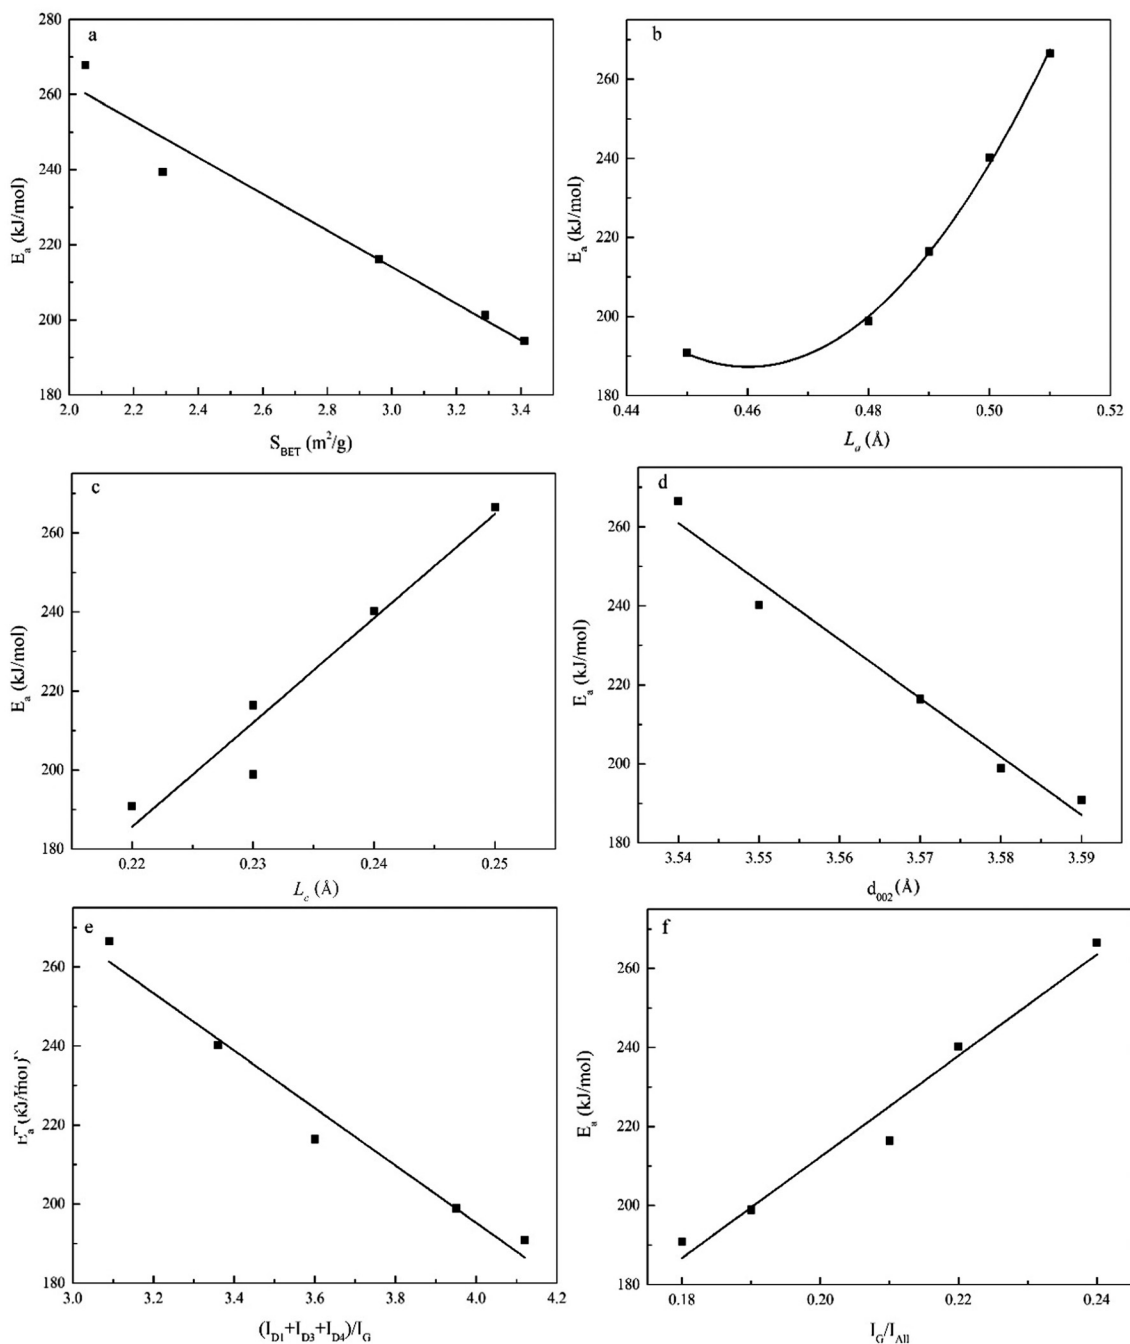 a
280
260
240
220
200
180
E_a (kJ/mol)
2.0 2.2 2.4 2.6 2.8 3.0 3.2 3.4
S_BET (m²/g)
b
260
240
220
200
180
E_a (kJ/mol)
0.44 0.46 0.48 0.50 0.52
L_a (Å)
c
260
240
220
200
180
E_a (kJ/mol)
0.22 0.23 0.24 0.25
L_c (Å)
d
260
240
220
200
180
E_a (kJ/mol)
3.54 3.55 3.56 3.57 3.58 3.59
d_002 (Å)
e
260
240
220
200
180
E_a (kJ/mol)
3.0 3.2 3.4 3.6 3.8 4.0 4.2
(I_D1+I_D3+I_D4)/I_G
f
260
240
220
200
180
E_a (kJ/mol)
0.18 0.20 0.22 0.24
I_G/I_All